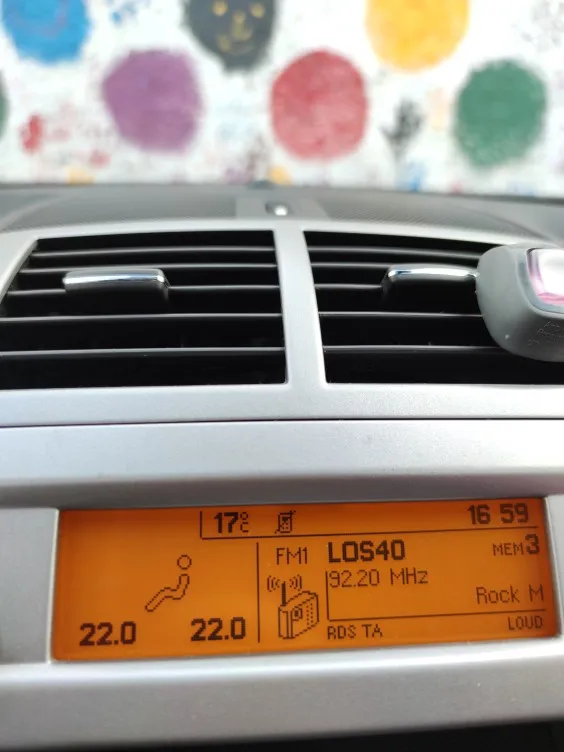 17°C 16 59
FM1 LOS40 MEM3
92.20 MHz
Rock M
22.0 22.0 RDS TA LOUD